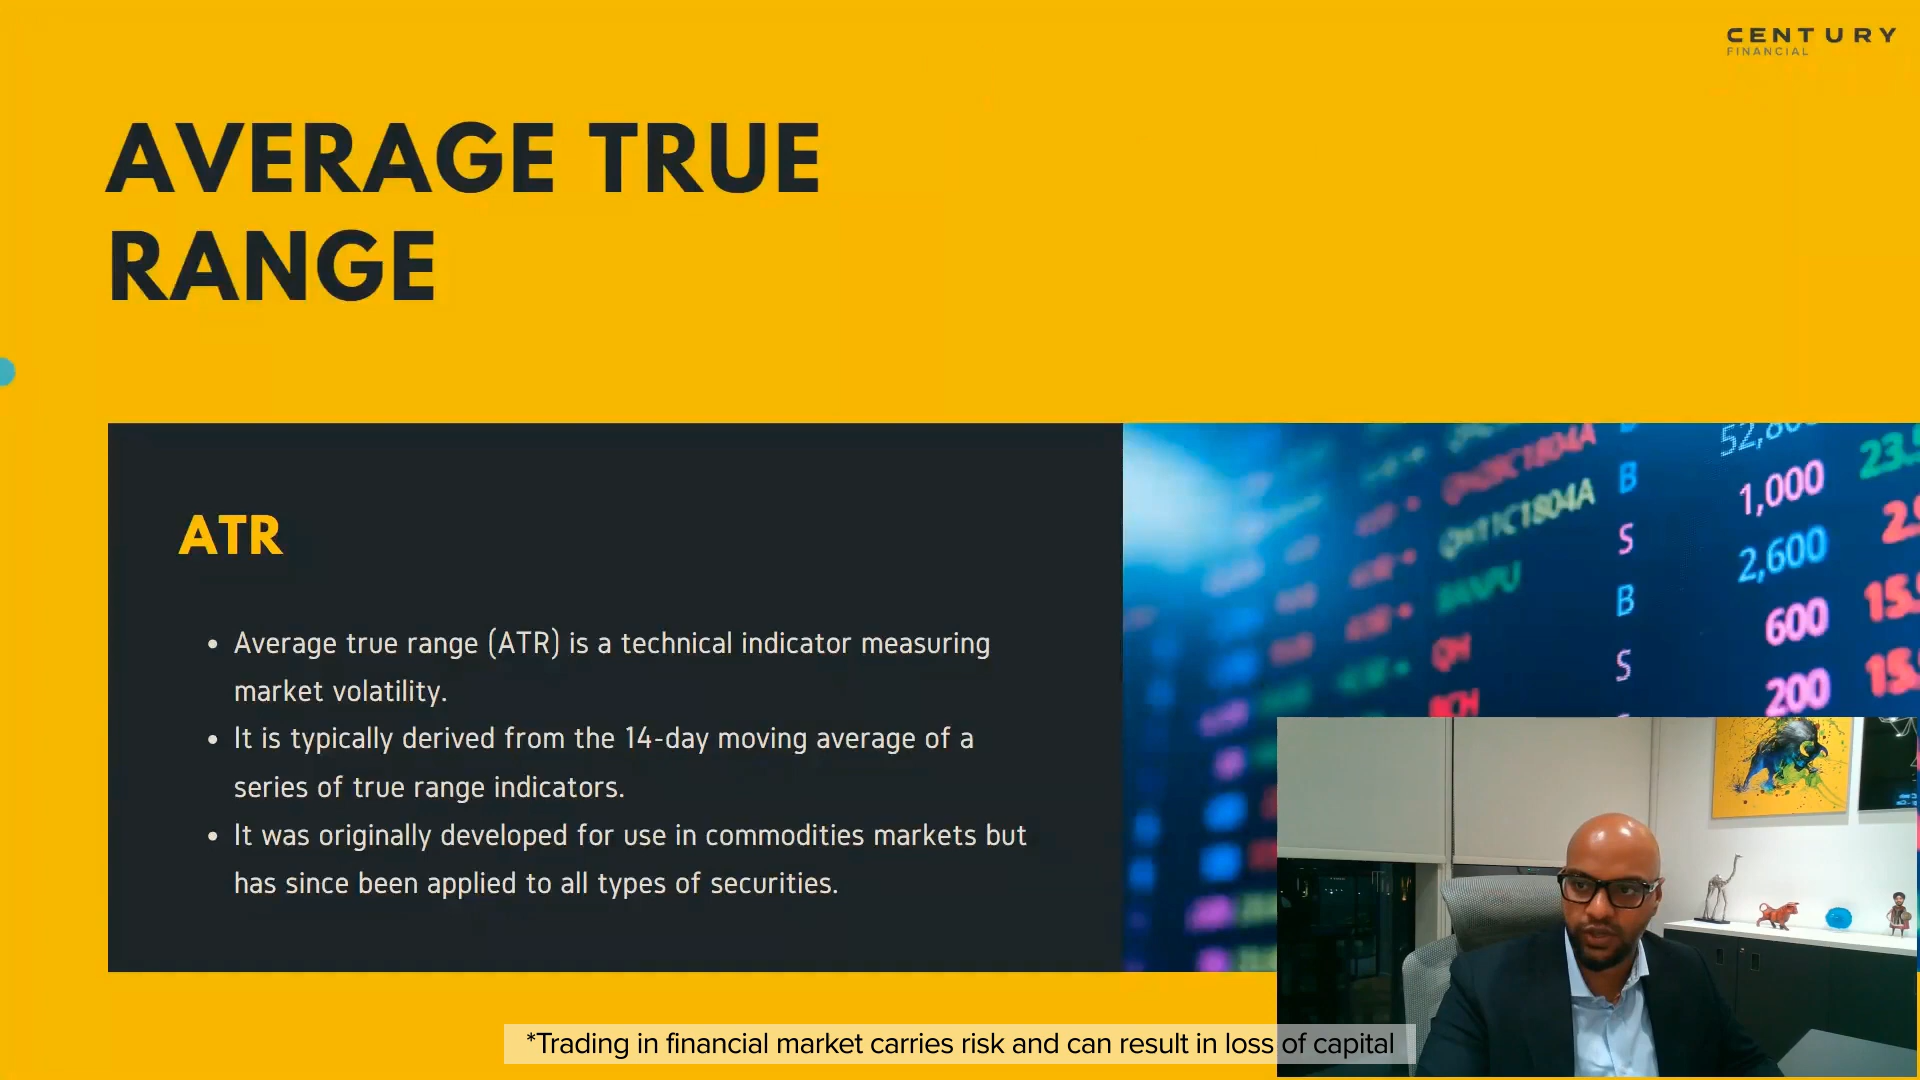 CENTURY
FINANCIAL
AVERAGE TRUE
RANGE
ATR
• Average true range (ATR) is a technical indicator measuring
market volatility.
• It is typically derived from the 14-day moving average of a
series of true range indicators.
• It was originally developed for use in commodities markets but
has since been applied to all types of securities.
B
1,000
S
2,600
B
600
S
200
QH
BCH
BANPU
*Trading in financial market carries risk and can result in loss of capital